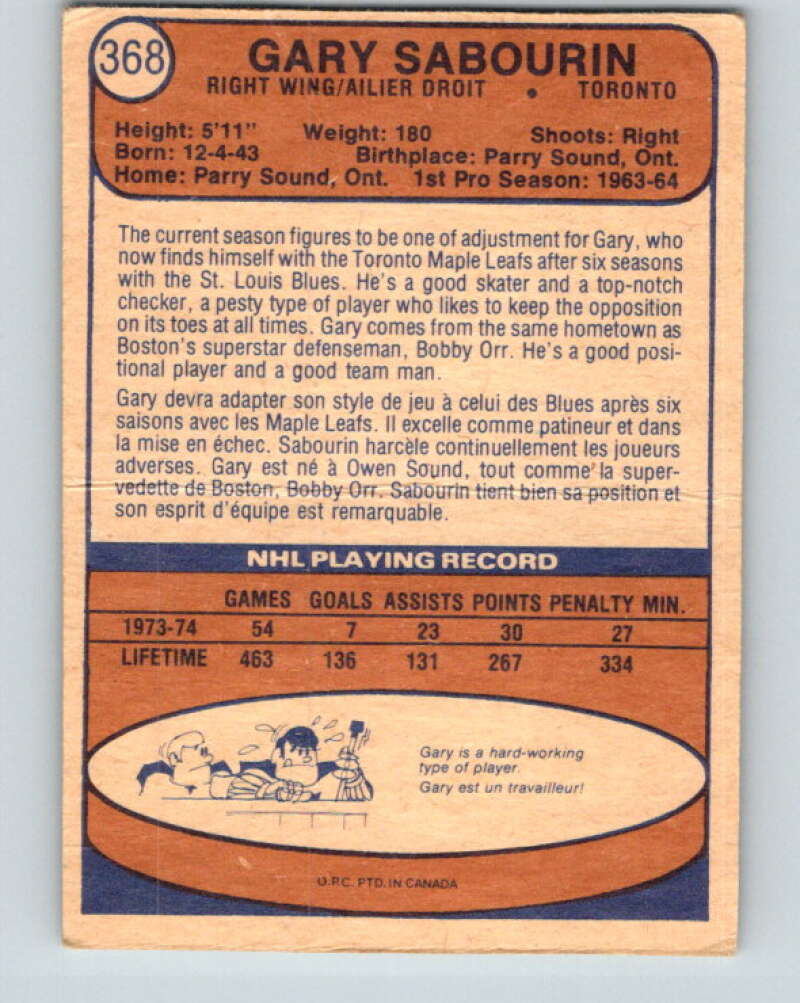 368
GARY SABOURIN
RIGHT WING/AILIER DROIT • TORONTO
Height: 5'11" Weight: 180 Shoots: Right
Born: 12-4-43 Birthplace: Parry Sound, Ont.
Home: Parry Sound, Ont. 1st Pro Season: 1963-64
The current season figures to be one of adjustment for Gary, who
now finds himself with the Toronto Maple Leafs after six seasons
with the St. Louis Blues. He's a good skater and a top-notch
checker, a pesty type of player who likes to keep the opposition
on its toes at all times. Gary comes from the same hometown as
Boston's superstar defenseman, Bobby Orr. He's a good posi-
tional player and a good team man.
Gary devra adapter son style de jeu à celui des Blues après six
saisons avec les Maple Leafs. Il excelle comme patineur et dans
la mise en échec. Sabourin harcèle continuellement les joueurs
adverses. Gary est né à Owen Sound, tout comme la super-
vedette de Boston, Bobby Orr. Sabourin tient bien sa position et
son esprit d'équipe est remarquable.
NHL PLAYING RECORD
GAMES GOALS ASSISTS POINTS PENALTY MIN.
1973-74 54 7 23 30 27
LIFETIME 463 136 131 267 334
Gary is a hard-working
type of player.
Gary est un travailleur!
O.P.C. PTD. IN CANADA